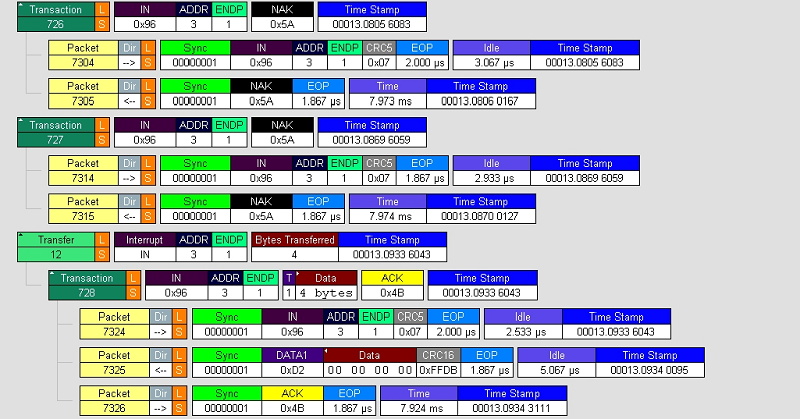 Transaction L IN ADDR ENDP NAK Time Stamp
726 S 0x96 3 1 0x5A 00013.0805 6083
Packet Dir L Sync IN ADDR ENDP CRC5 EOP Idle Time Stamp
7304 --> S 00000001 0x96 3 1 0x07 2.000 µs 3.067 µs 00013.0805 6083
Packet Dir L Sync NAK EOP Time Time Stamp
7305 <-- S 00000001 0x5A 1.867 µs 7.973 ms 00013.0806 0167
Transaction L IN ADDR ENDP NAK Time Stamp
727 S 0x96 3 1 0x5A 00013.0869 6059
Packet Dir L Sync IN ADDR ENDP CRC5 EOP Idle Time Stamp
7314 --> S 00000001 0x96 3 1 0x07 1.867 µs 2.933 µs 00013.0869 6059
Packet Dir L Sync NAK EOP Time Time Stamp
7315 <-- S 00000001 0x5A 1.867 µs 7.974 ms 00013.0870 0127
Transfer L Interrupt ADDR ENDP Bytes Transferred Time Stamp
12 S IN 3 1 4 00013.0933 6043
Transaction L IN ADDR ENDP T Data ACK Time Stamp
728 S 0x96 3 1 1 4 bytes 0x4B 00013.0933 6043
Packet Dir L Sync IN ADDR ENDP CRC5 EOP Idle Time Stamp
7324 --> S 00000001 0x96 3 1 0x07 2.000 µs 2.533 µs 00013.0933 6043
Packet Dir L Sync DATA1 Data CRC16 EOP Idle Time Stamp
7325 <-- S 00000001 0xD2 00 00 00 00 0xFFDB 1.867 µs 5.067 µs 00013.0934 0095
Packet Dir L Sync ACK EOP Time Time Stamp
7326 --> S 00000001 0x4B 1.867 µs 7.924 ms 00013.0934 3111